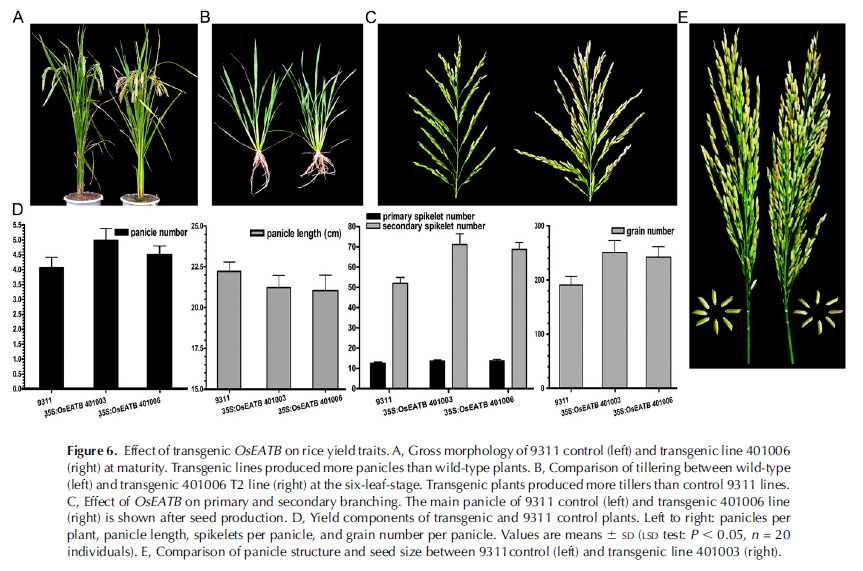 A
B
C
E
D
5.5
5.0
4.5
4.0
3.5
3.0
2.5
2.0
1.5
1.0
0.5
0.0
panicle number
9311
35S:OsEATB 401003
35S:OsEATB 401006
25.0
22.0
19.0
17.0
15.0
panicle length (cm)
9311
35S:OsEATB 401003
35S:OsEATB 401006
primary spikelet number
secondary spikelet number
80
70
60
50
40
30
20
10
0
9311
35S:OsEATB 401003
35S:OsEATB 401006
300
200
100
0
grain number
9311
35S:OsEATB 401003
35S:OsEATB 401006
Figure 6. Effect of transgenic OsEATB on rice yield traits. A, Gross morphology of 9311 control (left) and transgenic line 401006
(right) at maturity. Transgenic lines produced more panicles than wild-type plants. B, Comparison of tillering between wild-type
(left) and transgenic 401006 T2 line (right) at the six-leaf-stage. Transgenic plants produced more tillers than control 9311 lines.
C, Effect of OsEATB on primary and secondary branching. The main panicle of 9311 control (left) and transgenic 401006 line
(right) is shown after seed production. D, Yield components of transgenic and 9311 control plants. Left to right: panicles per
plant, panicle length, spikelets per panicle, and grain number per panicle. Values are means ± SD (LSD test: P < 0.05, n = 20
individuals). E, Comparison of panicle structure and seed size between 9311control (left) and transgenic line 401003 (right).